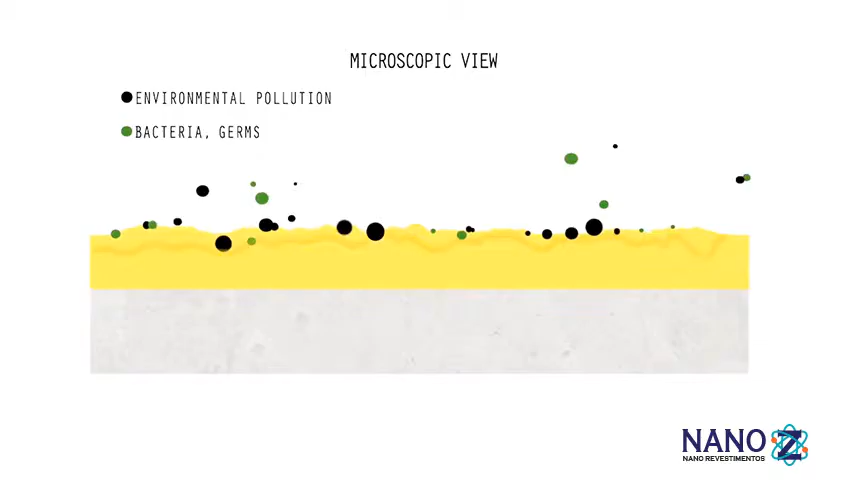 MICROSCOPIC VIEW
ENVIRONMENTAL POLLUTION
BACTERIA, GERMS
NANO Z
NANO REVESTIMENTOS